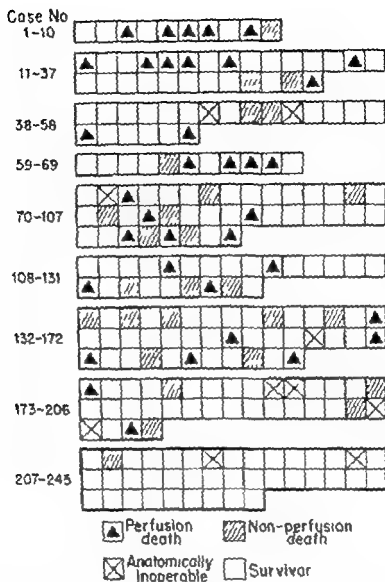 Case No
1-10
11-37
38-58
59-69
70-107
108-131
132-172
173-206
207-243
Perfusion death
Non-perfusion death
Anatomically inoperable
Survivor